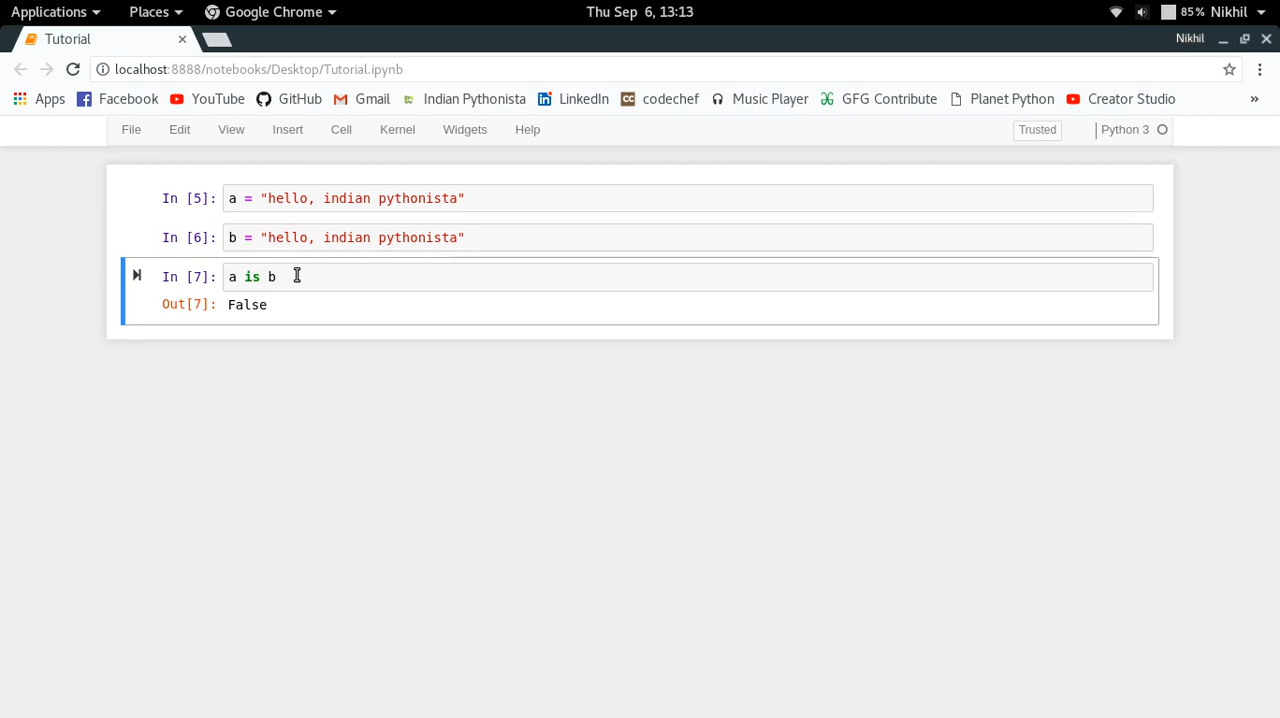 Applications Places Google Chrome Thu Sep 6, 13:13 85% Nikhil
Tutorial Nikhil
localhost:8888/notebooks/Desktop/Tutorial.ipynb
Apps Facebook YouTube GitHub Gmail Indian Pythonista LinkedIn codechef Music Player GFG Contribute Planet Python Creator Studio »
File Edit View Insert Cell Kernel Widgets Help Trusted Python 3
In [5]: a = "hello, indian pythonista"
In [6]: b = "hello, indian pythonista"
In [7]: a is b
Out[7]: False